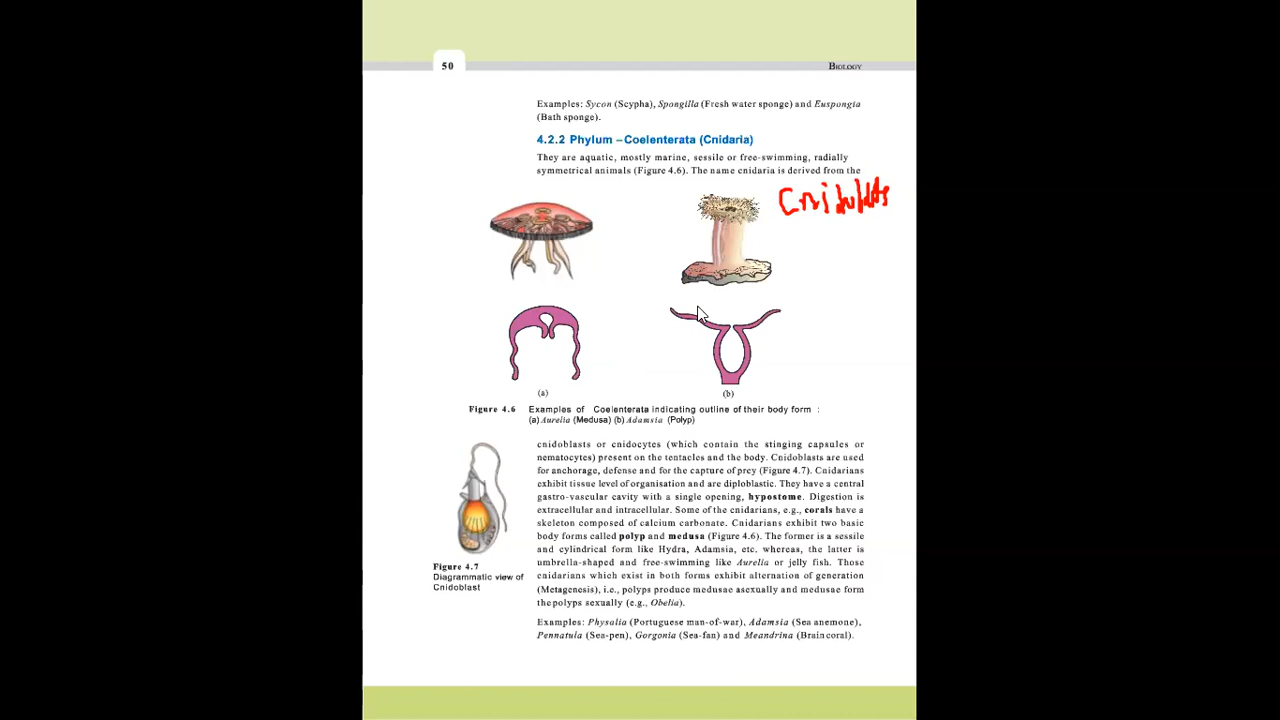 50
BIOLOGY
Examples: Sycon (Scypha), Spongilla (Fresh water sponge) and Euspongia
(Bath sponge).
4.2.2 Phylum – Coelenterata (Cnidaria)
They are aquatic, mostly marine, sessile or free-swimming, radially
symmetrical animals (Figure 4.6). The name cnidaria is derived from the
(a)
(b)
Figure 4.6 Examples of Coelenterata indicating outline of their body form :
(a) Aurelia (Medusa) (b) Adamsia (Polyp)
cnidoblasts or cnidocytes (which contain the stinging capsules or
nematocytes) present on the tentacles and the body. Cnidoblasts are used
for anchorage, defense and for the capture of prey (Figure 4.7). Cnidarians
exhibit tissue level of organisation and are diploblastic. They have a central
gastro-vascular cavity with a single opening, hypostome. Digestion is
extracellular and intracellular. Some of the cnidarians, e.g., corals have a
skeleton composed of calcium carbonate. Cnidarians exhibit two basic
body forms called polyp and medusa (Figure 4.6). The former is a sessile
and cylindrical form like Hydra, Adamsia, etc. whereas, the latter is
umbrella-shaped and free-swimming like Aurelia or jelly fish. Those
cnidarians which exist in both forms exhibit alternation of generation
(Metagenesis), i.e., polyps produce medusae asexually and medusae form
the polyps sexually (e.g., Obelia).
Figure 4.7
Diagrammatic view of
Cnidoblast
Examples: Physalia (Portuguese man-of-war), Adamsia (Sea anemone),
Pennatula (Sea-pen), Gorgonia (Sea-fan) and Meandrina (Brain coral).